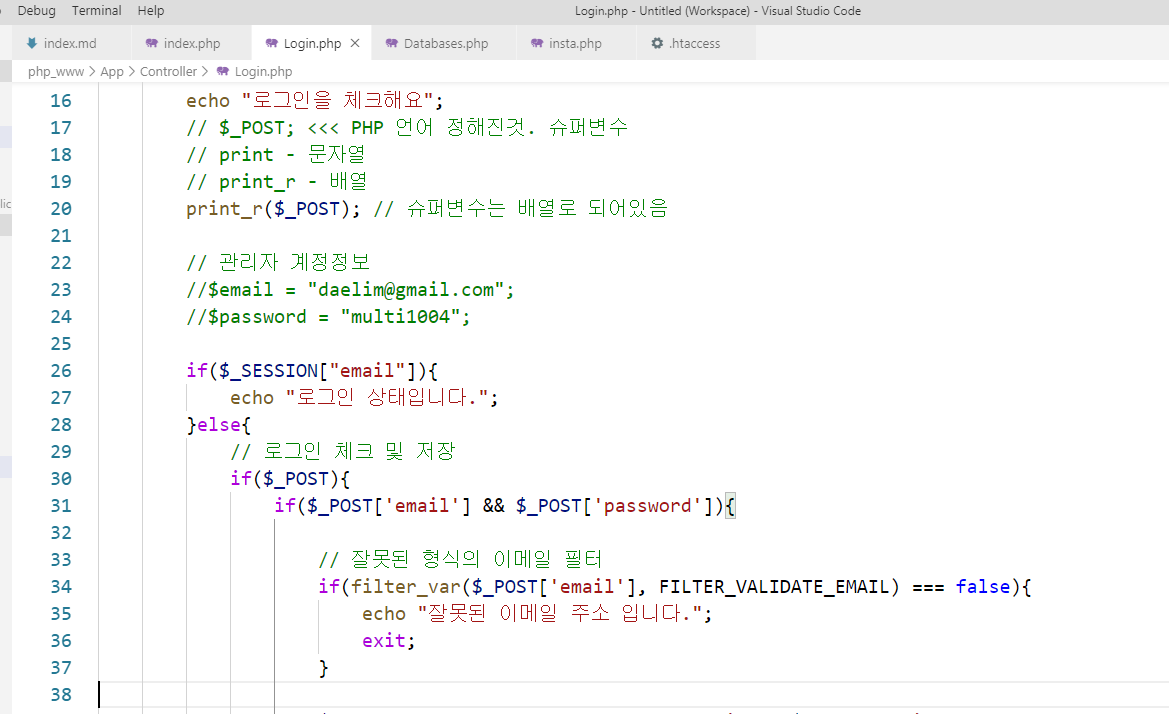 Debug Terminal Help Login.php - Untitled (Workspace) - Visual Studio Code
index.md index.php Login.php Databases.php insta.php .htaccess
php_www > App > Controller > Login.php
16 echo "로그인을 체크해요";
17 // $_POST; <<< PHP 언어 정해진것. 슈퍼변수
18 // print - 문자열
19 // print_r - 배열
lic
20 print_r($_POST); // 슈퍼변수는 배열로 되어있음
21
22 // 관리자 계정정보
23 //$email = "daelim@gmail.com";
24 //$password = "multi1004";
25
26 if($_SESSION["email"]){
27 echo "로그인 상태입니다.";
28 }else{
29 // 로그인 체크 및 저장
30 if($_POST){
31 if($_POST['email'] && $_POST['password']){
32
33 // 잘못된 형식의 이메일 필터
34 if(filter_var($_POST['email'], FILTER_VALIDATE_EMAIL) === false){
35 echo "잘못된 이메일 주소 입니다.";
36 exit;
37 }
38